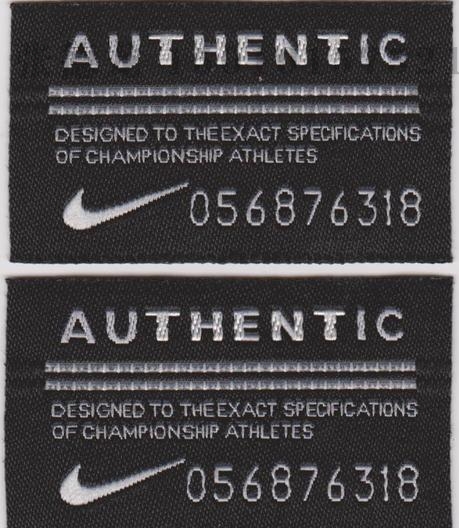 AUTHENTIC
DESIGNED TO THE EXACT SPECIFICATIONS
OF CHAMPIONSHIP ATHLETES
056876318
AUTHENTIC
DESIGNED TO THE EXACT SPECIFICATIONS
OF CHAMPIONSHIP ATHLETES
056876318